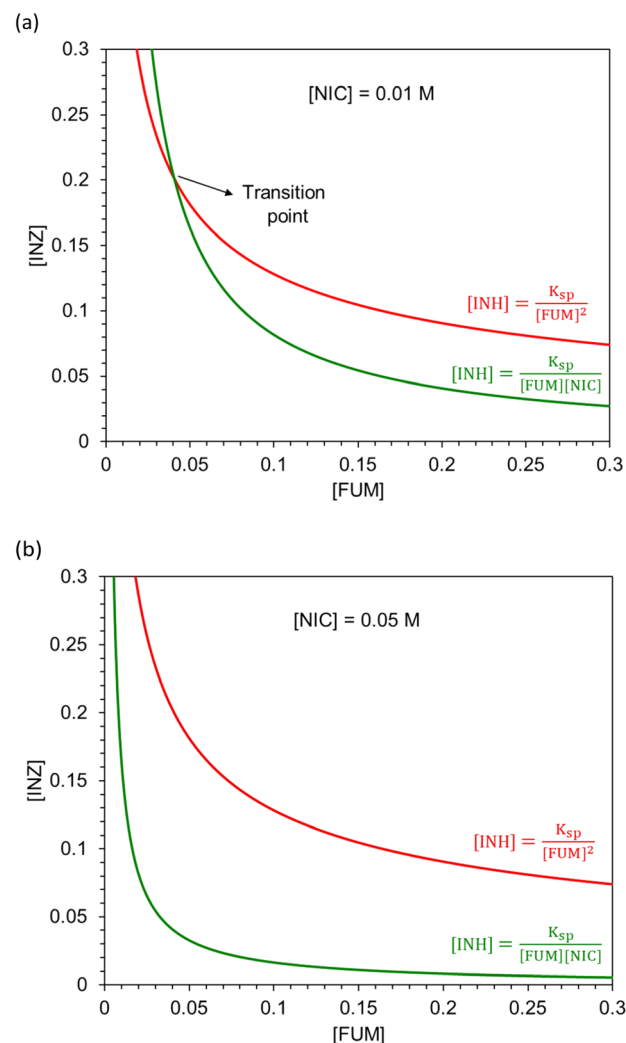 (a)
0.3
0.25
0.2
0.15
0.1
0.05
0
[INZ]
[NIC] = 0.01 M
Transition
point
[INH] = K_sp / [FUM]^2
[INH] = K_sp / [FUM][NIC]
0 0.05 0.1 0.15 0.2 0.25 0.3
[FUM]
(b)
0.3
0.25
0.2
0.15
0.1
0.05
0
[INZ]
[NIC] = 0.05 M
[INH] = K_sp / [FUM]^2
[INH] = K_sp / [FUM][NIC]
0 0.05 0.1 0.15 0.2 0.25 0.3
[FUM]